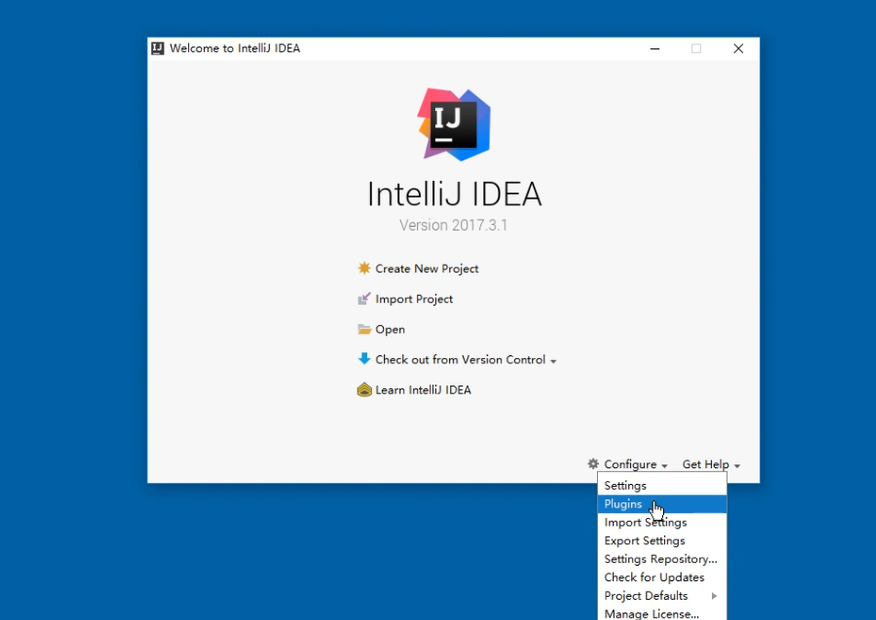 IJ Welcome to IntelliJ IDEA
IJ
IntelliJ IDEA
Version 2017.3.1
Create New Project
Import Project
Open
Check out from Version Control
Learn IntelliJ IDEA
Configure Get Help
Settings
Plugins
Import Settings
Export Settings
Settings Repository...
Check for Updates
Project Defaults
Manage License...